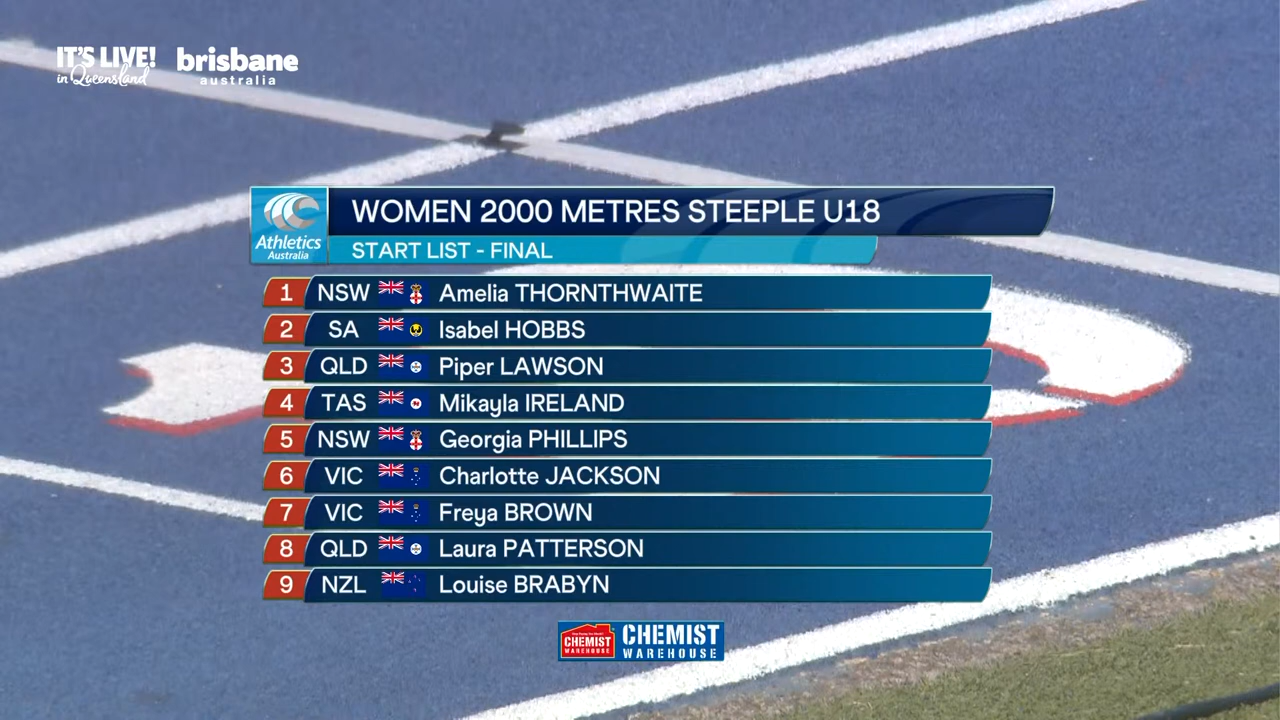 IT'S LIVE!
in Queensland
brisbane
australia
Athletics
Australia
WOMEN 2000 METRES STEEPLE U18
START LIST - FINAL
1 NSW Amelia THORNTHWAITE
2 SA Isabel HOBBS
3 QLD Piper LAWSON
4 TAS Mikayla IRELAND
5 NSW Georgia PHILLIPS
6 VIC Charlotte JACKSON
7 VIC Freya BROWN
8 QLD Laura PATTERSON
9 NZL Louise BRABYN
CHEMIST
WAREHOUSE
CHEMIST
WAREHOUSE